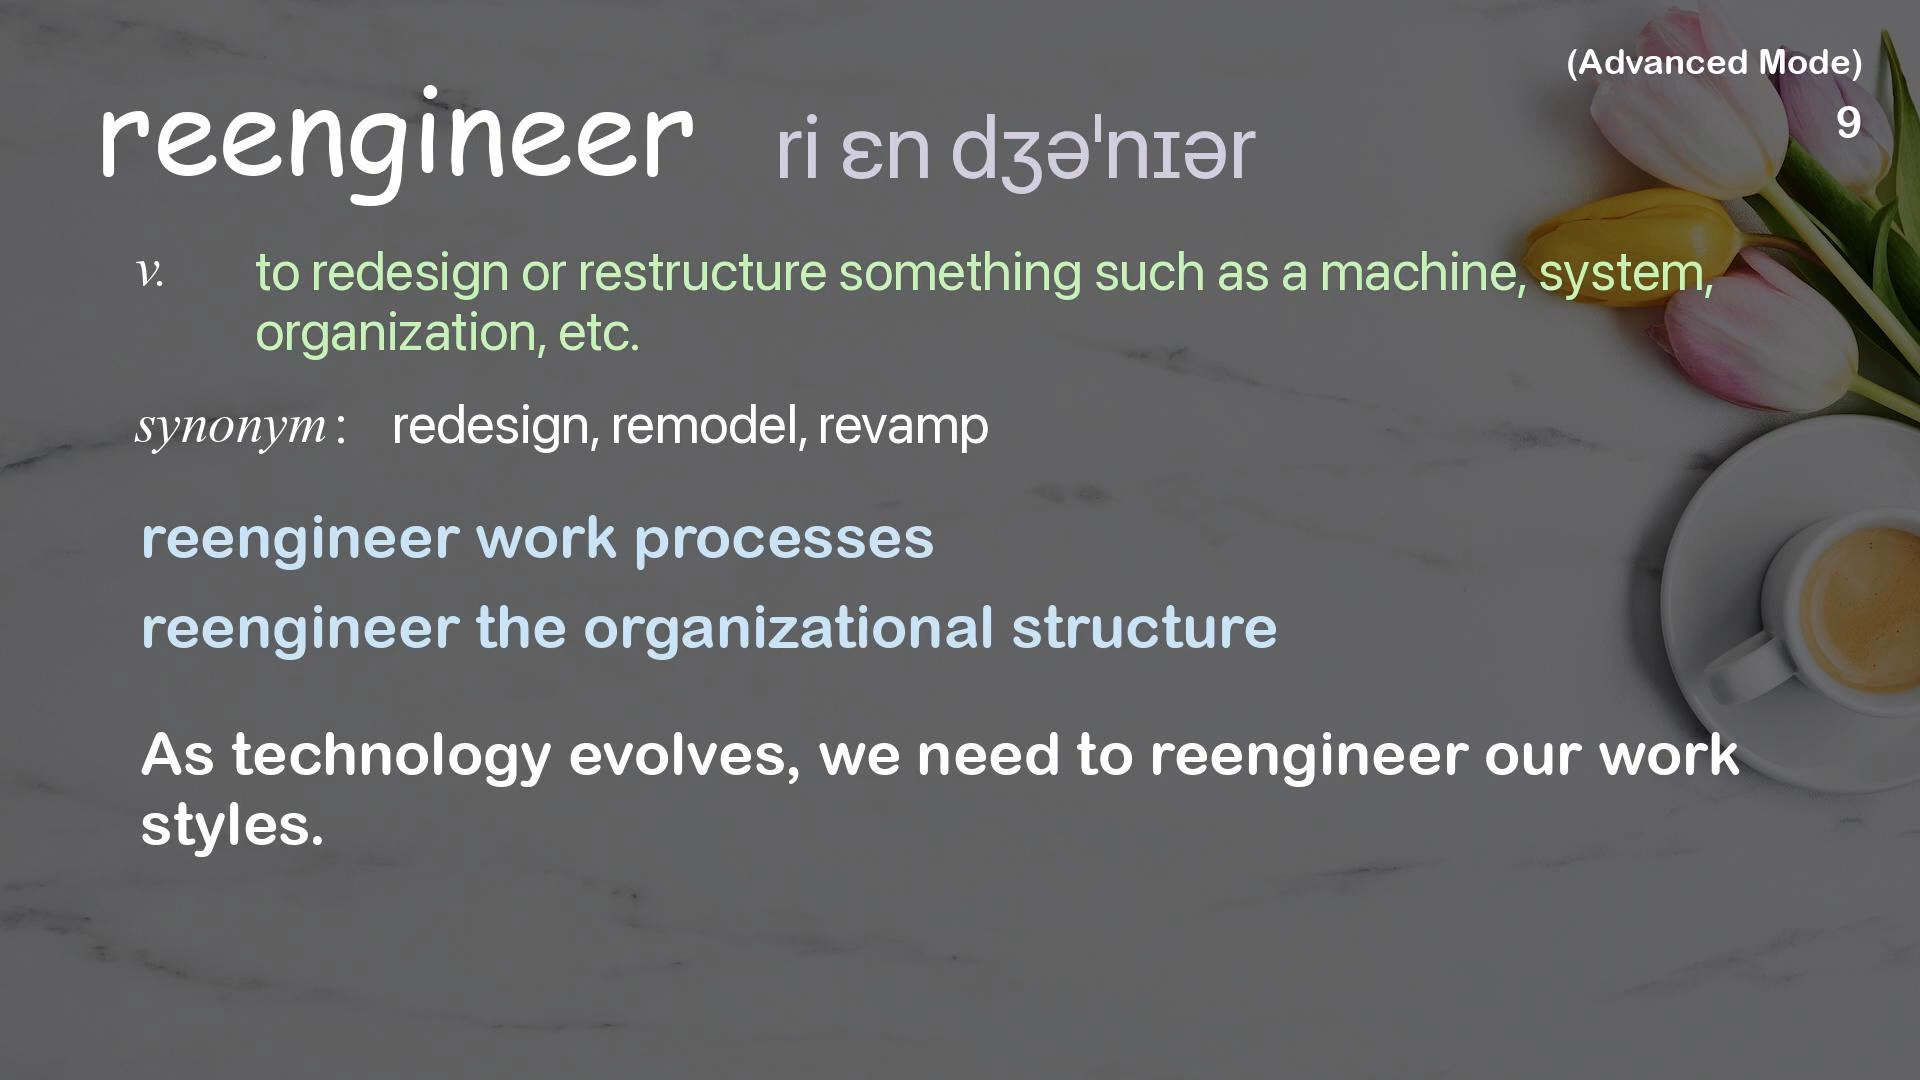 (Advanced Mode)
9
reengineer ri ɛn dʒəˈnɪər
v. to redesign or restructure something such as a machine, system,
organization, etc.
synonym: redesign, remodel, revamp
reengineer work processes
reengineer the organizational structure
As technology evolves, we need to reengineer our work
styles.